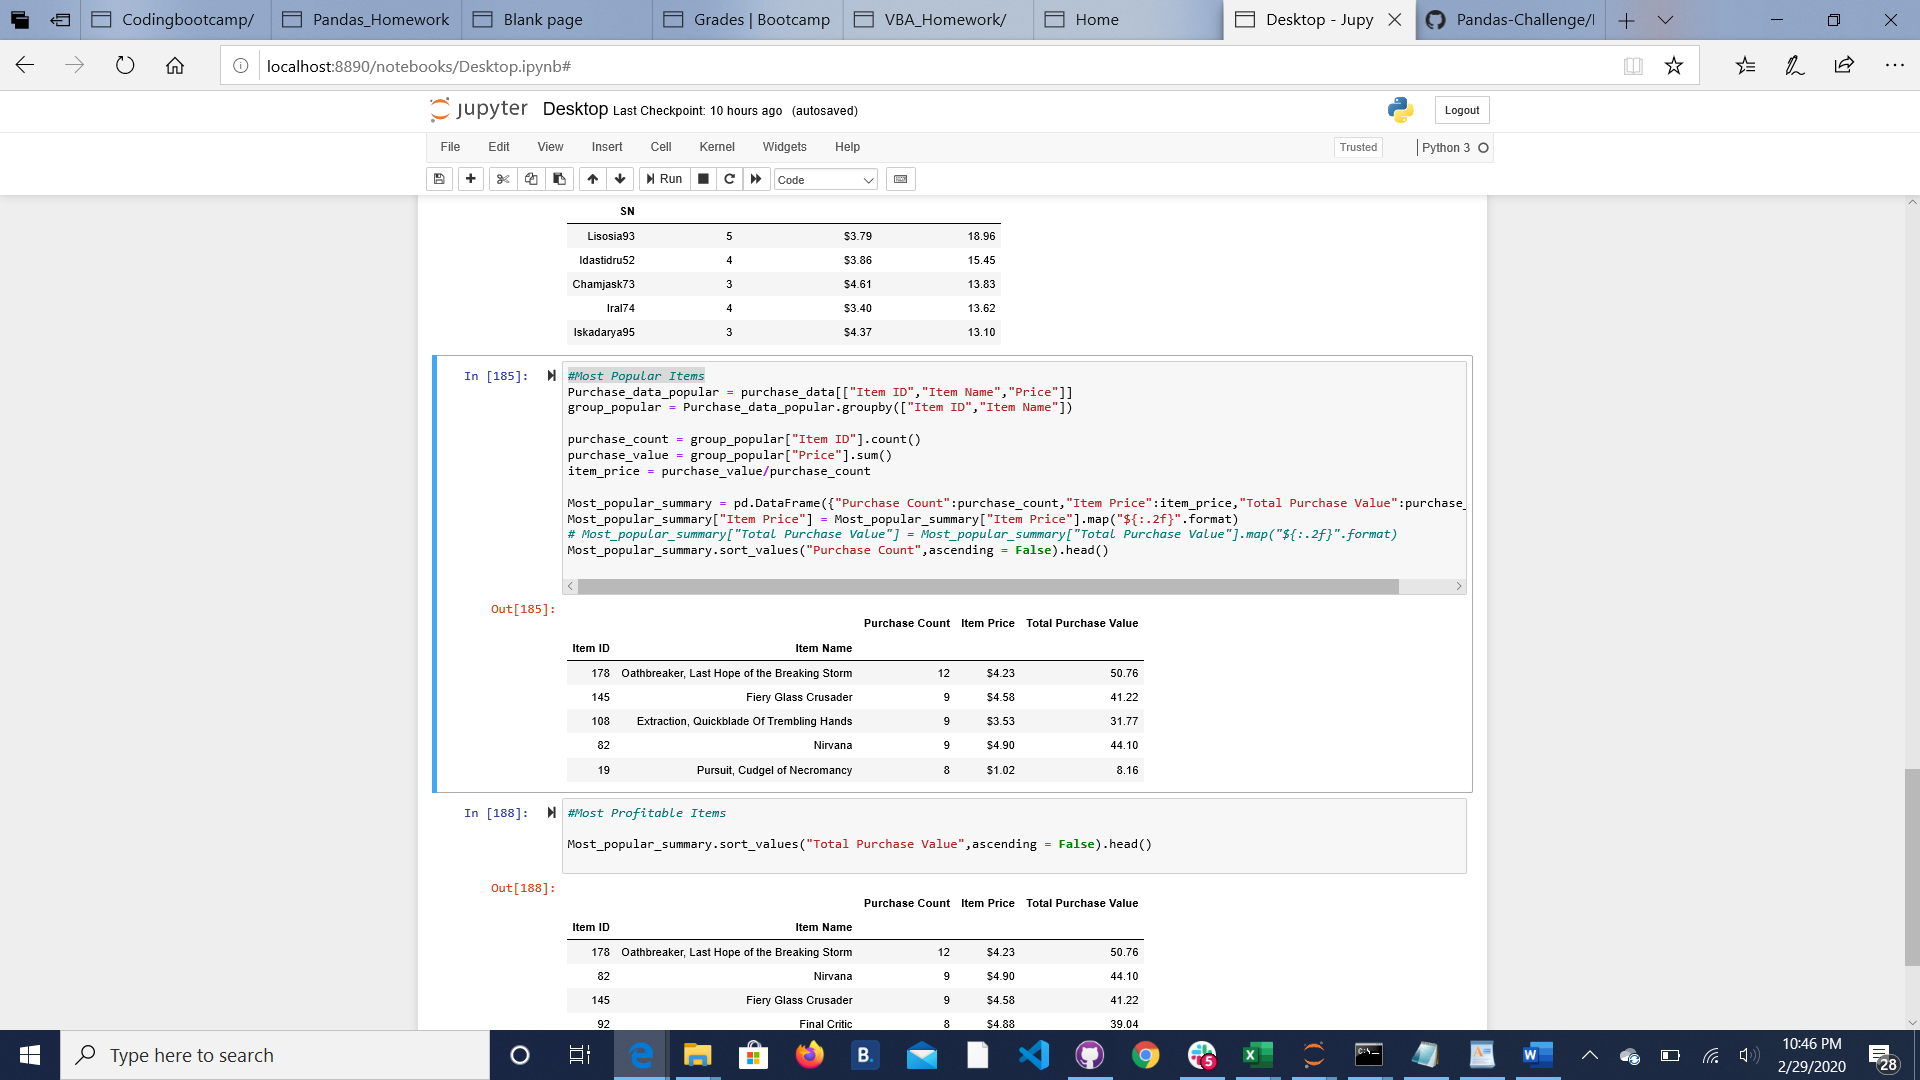 Codingbootcamp/
Pandas_Homework
Blank page
Grades | Bootcamp
VBA_Homework/
Home
Desktop - Jupy
Pandas-Challenge/
localhost:8890/notebooks/Desktop.ipynb#
jupyter Desktop Last Checkpoint: 10 hours ago (autosaved)
Logout
File Edit View Insert Cell Kernel Widgets Help
Trusted
Python 3
Run
Code
SN
Lisosia93 5 $3.79 18.96
Idastidru52 4 $3.86 15.45
Chamjask73 3 $4.61 13.83
Iral74 4 $3.40 13.62
Iskadarya95 3 $4.37 13.10
In [185]:
#Most Popular Items
Purchase_data_popular = purchase_data[["Item ID","Item Name","Price"]]
group_popular = Purchase_data_popular.groupby(["Item ID","Item Name"])
purchase_count = group_popular["Item ID"].count()
purchase_value = group_popular["Price"].sum()
item_price = purchase_value/purchase_count
Most_popular_summary = pd.DataFrame({"Purchase Count":purchase_count,"Item Price":item_price,"Total Purchase Value":purchase_
Most_popular_summary["Item Price"] = Most_popular_summary["Item Price"].map("${:.2f}".format)
# Most_popular_summary["Total Purchase Value"] = Most_popular_summary["Total Purchase Value"].map("${:.2f}".format)
Most_popular_summary.sort_values("Purchase Count",ascending = False).head()
Out[185]:
Purchase Count Item Price Total Purchase Value
Item ID Item Name
178 Oathbreaker, Last Hope of the Breaking Storm 12 $4.23 50.76
145 Fiery Glass Crusader 9 $4.58 41.22
108 Extraction, Quickblade Of Trembling Hands 9 $3.53 31.77
82 Nirvana 9 $4.90 44.10
19 Pursuit, Cudgel of Necromancy 8 $1.02 8.16
In [188]:
#Most Profitable Items
Most_popular_summary.sort_values("Total Purchase Value",ascending = False).head()
Out[188]:
Purchase Count Item Price Total Purchase Value
Item ID Item Name
178 Oathbreaker, Last Hope of the Breaking Storm 12 $4.23 50.76
82 Nirvana 9 $4.90 44.10
145 Fiery Glass Crusader 9 $4.58 41.22
92 Final Critic 8 $4.88 39.04
Type here to search
B.
5
10:46 PM
2/29/2020
28